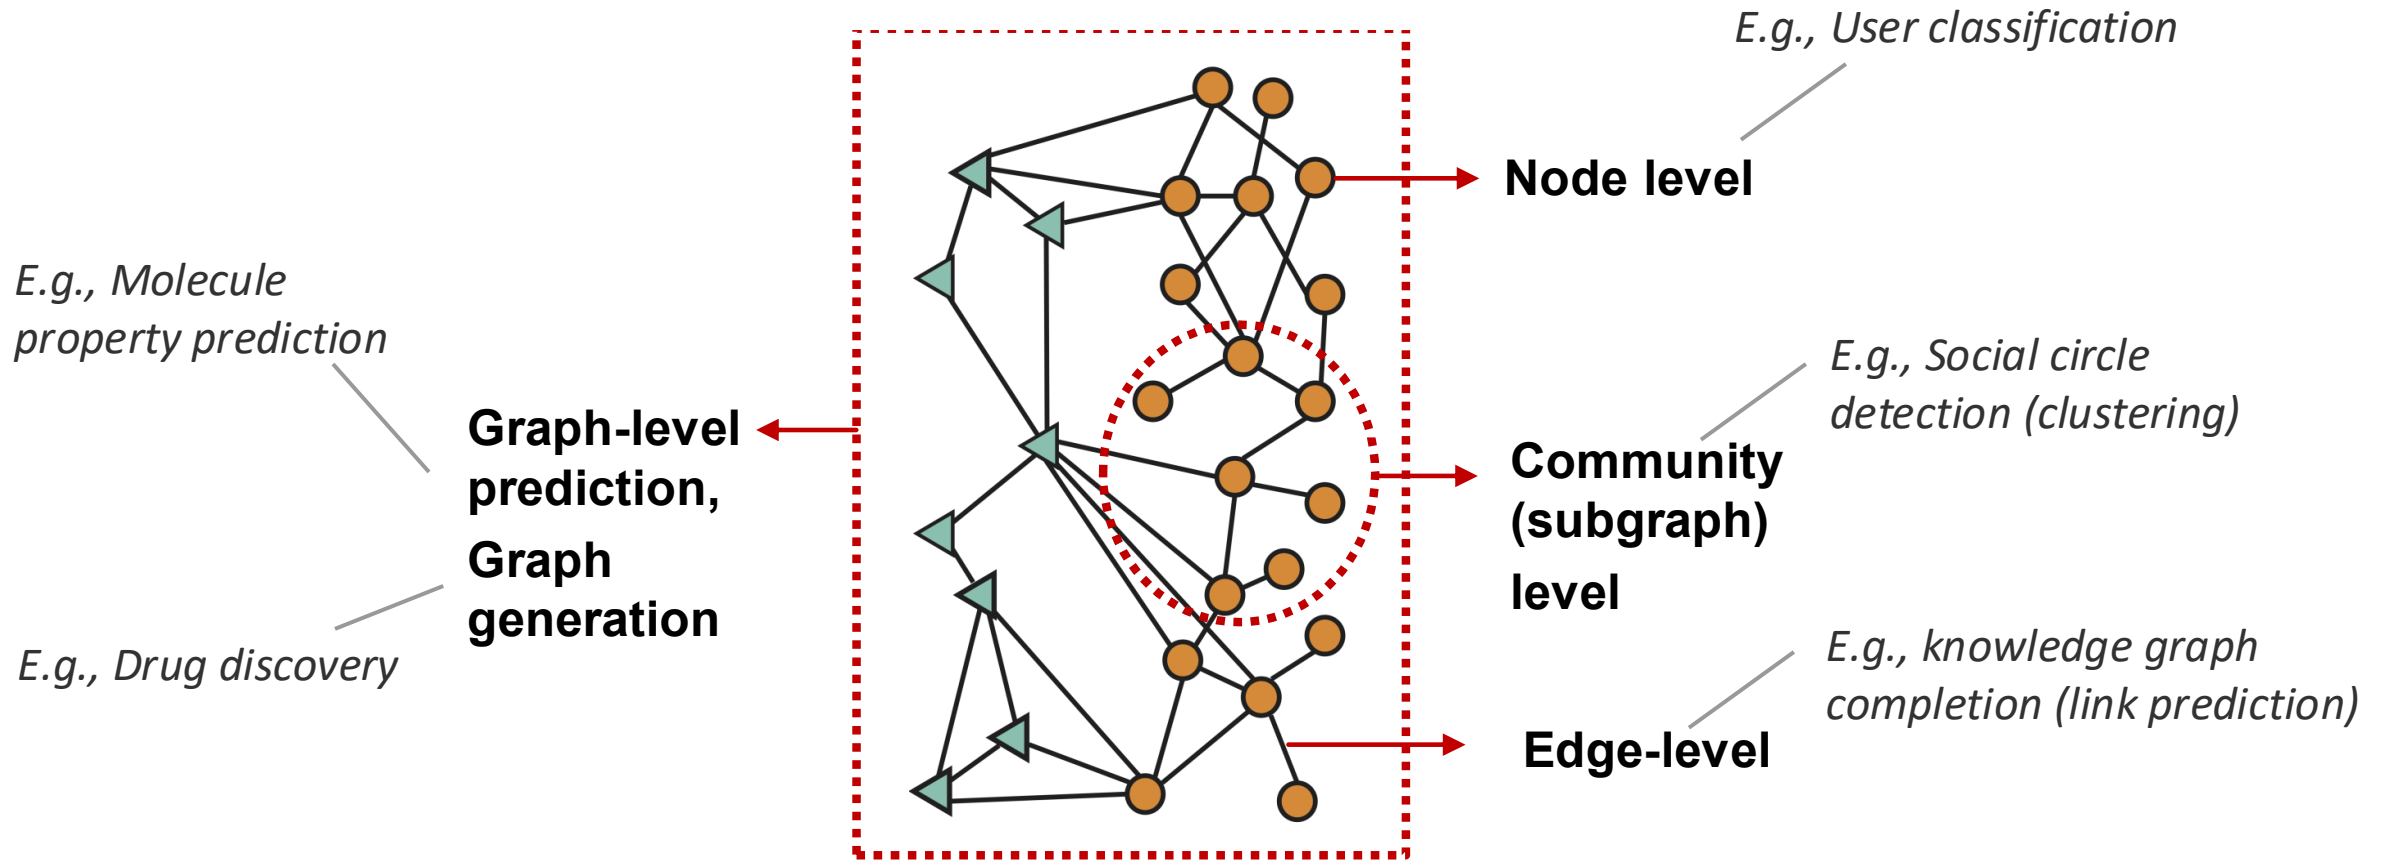 E.g., User classification
Node level
E.g., Molecule
property prediction
Graph-level
prediction,
Graph
generation
E.g., Drug discovery
E.g., Social circle
detection (clustering)
Community
(subgraph)
level
E.g., knowledge graph
completion (link prediction)
Edge-level